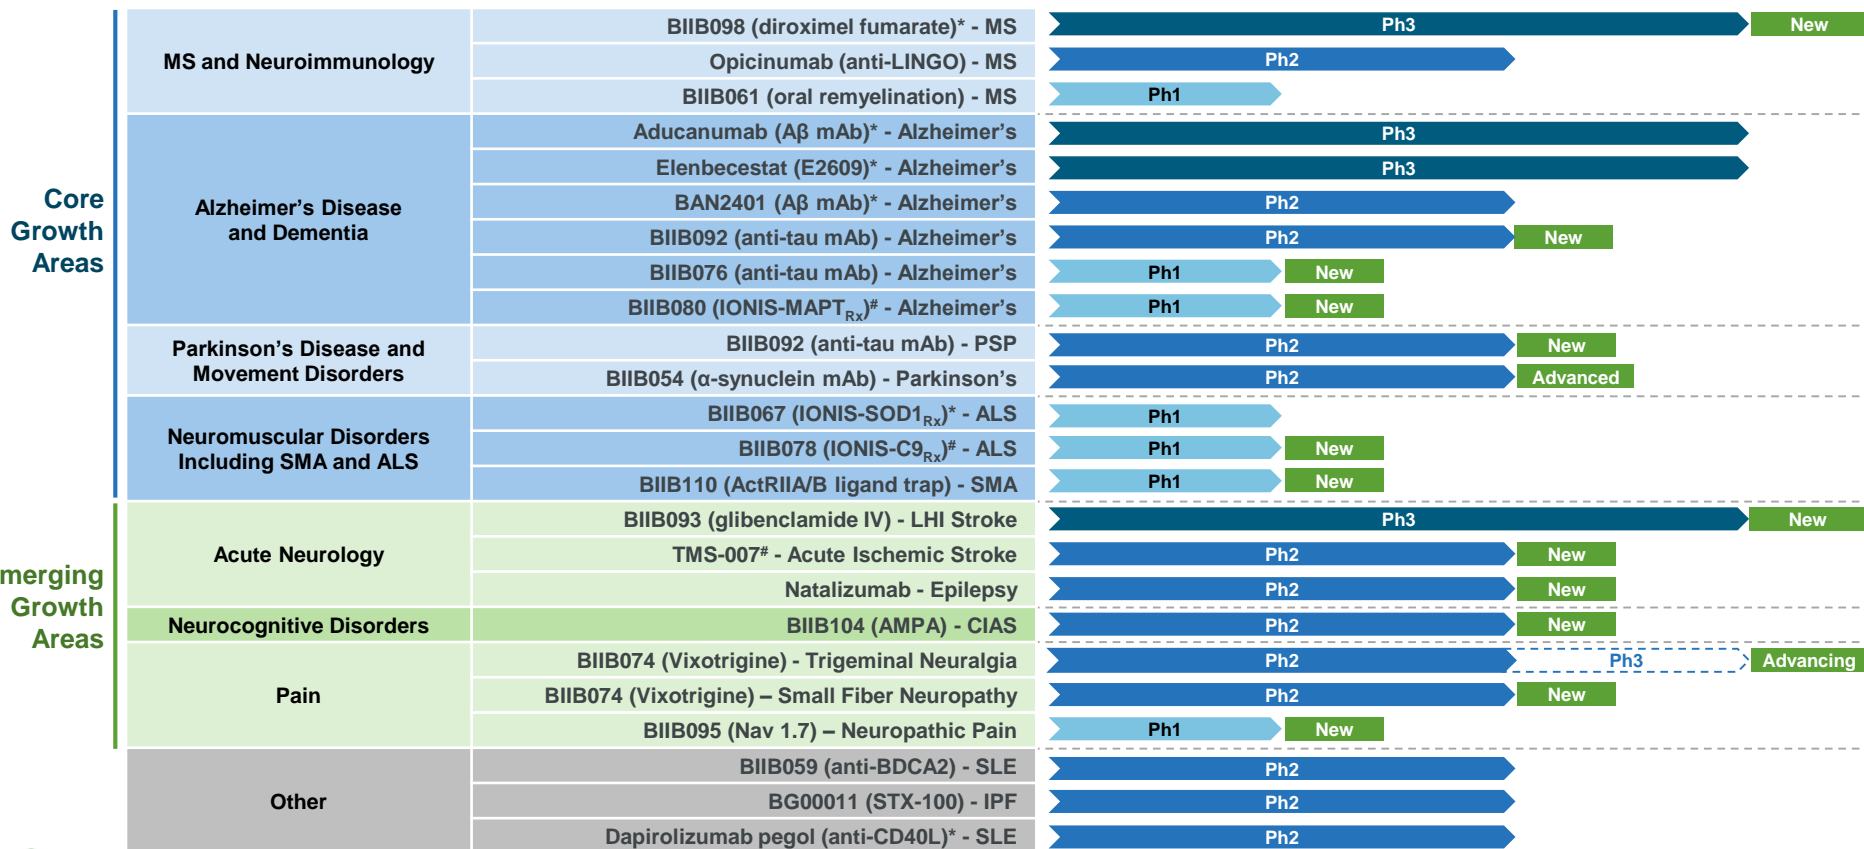 BIIB098 (diroximel fumarate)* - MS Ph3 New
MS and Neuroimmunology Opicinumab (anti-LINGO) - MS Ph2
BIIB061 (oral remyelination) - MS Ph1
Aducanumab (Aβ mAb)* - Alzheimer's Ph3
Elenbecestat (E2609)* - Alzheimer's Ph3
Core
Growth
Areas
Alzheimer's Disease
and Dementia
BAN2401 (Aβ mAb)* - Alzheimer's Ph2
BIIB092 (anti-tau mAb) - Alzheimer's Ph2 New
BIIB076 (anti-tau mAb) - Alzheimer's Ph1 New
BIIB080 (IONIS-MAPTRx)# - Alzheimer's Ph1 New
Parkinson's Disease and
Movement Disorders
BIIB092 (anti-tau mAb) - PSP Ph2 New
BIIB054 (α-synuclein mAb) - Parkinson's Ph2 Advanced
Neuromuscular Disorders
Including SMA and ALS
BIIB067 (IONIS-SOD1Rx)* - ALS Ph1
BIIB078 (IONIS-C9Rx)# - ALS Ph1 New
BIIB110 (ActRIIA/B ligand trap) - SMA Ph1 New
merging
Growth
Areas
BIIB093 (glibenclamide IV) - LHI Stroke Ph3 New
Acute Neurology TMS-007# - Acute Ischemic Stroke Ph2 New
Natalizumab - Epilepsy Ph2 New
Neurocognitive Disorders BIIB104 (AMPA) - CIAS Ph2 New
BIIB074 (Vixotrigine) - Trigeminal Neuralgia Ph2 Ph3 Advancing
Pain BIIB074 (Vixotrigine) – Small Fiber Neuropathy Ph2 New
BIIB095 (Nav 1.7) – Neuropathic Pain Ph1 New
BIIB059 (anti-BDCA2) - SLE Ph2
Other BG00011 (STX-100) - IPF Ph2
Dapirolizumab pegol (anti-CD40L)* - SLE Ph2